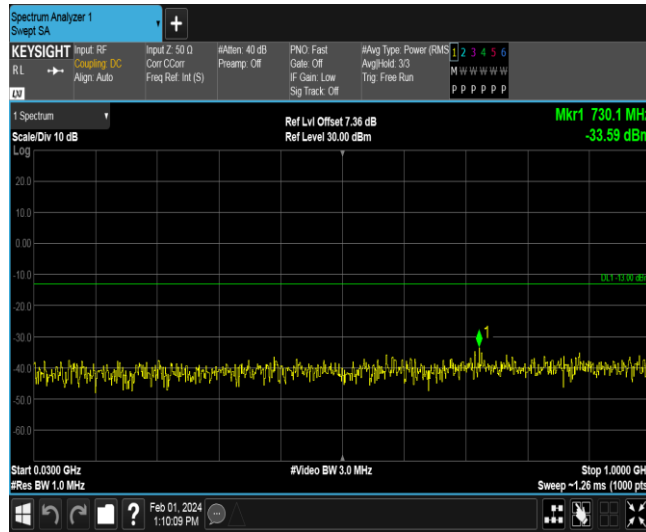 Spectrum Analyzer 1
Swept SA
+
KEYSIGHT Input: RF Input Z: 50 Ω #Atten: 40 dB PNO: Fast #Avg Type: Power (RMS 1 2 3 4 5 6
RL Coupling: DC Corr CCorr Preamp: Off Gate: Off Avg|Hold: 3/3 M W W W W W
Align: Auto Freq Ref: Int (S) IF Gain: Low Trig: Free Run
LXI Sig Track: Off P P P P P P
1 Spectrum Ref Lvl Offset 7.36 dB Mkr1 730.1 MHz
Scale/Div 10 dB Ref Level 30.00 dBm -33.59 dBm
Log
20.0
10.0
0.00
-10.0 DL1 -13.00 dBm
-20.0
-30.0
1
-40.0
-50.0
-60.0
Start 0.0300 GHz #Video BW 3.0 MHz Stop 1.0000 GH
#Res BW 1.0 MHz Sweep ~1.26 ms (1000 pts
? Feb 01, 2024
1:10:09 PM